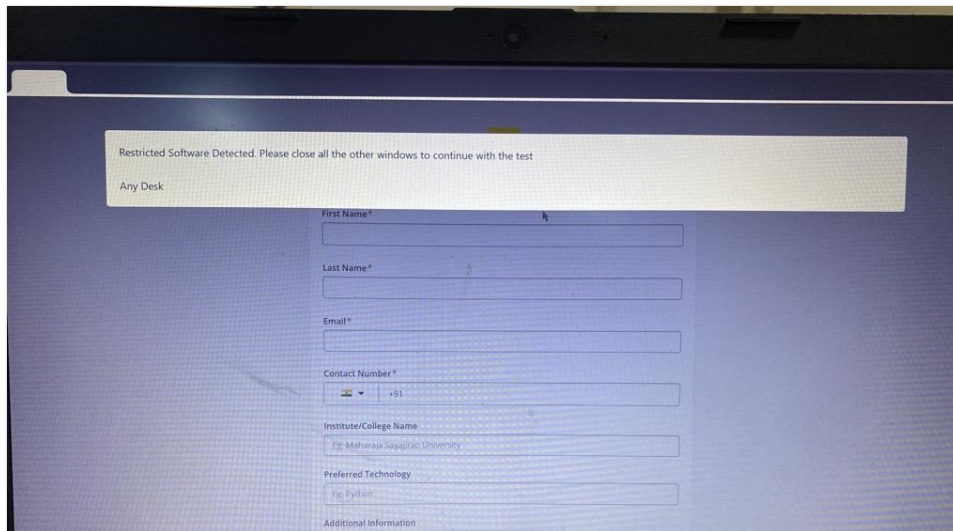 Restricted Software Detected. Please close all the other windows to continue with the test
Any Desk
First Name*
Last Name*
Email*
Contact Number*
+91
Institute/College Name
Eg: Maharaja Sayajirao University
Preferred Technology
Eg. Python
Additional Information